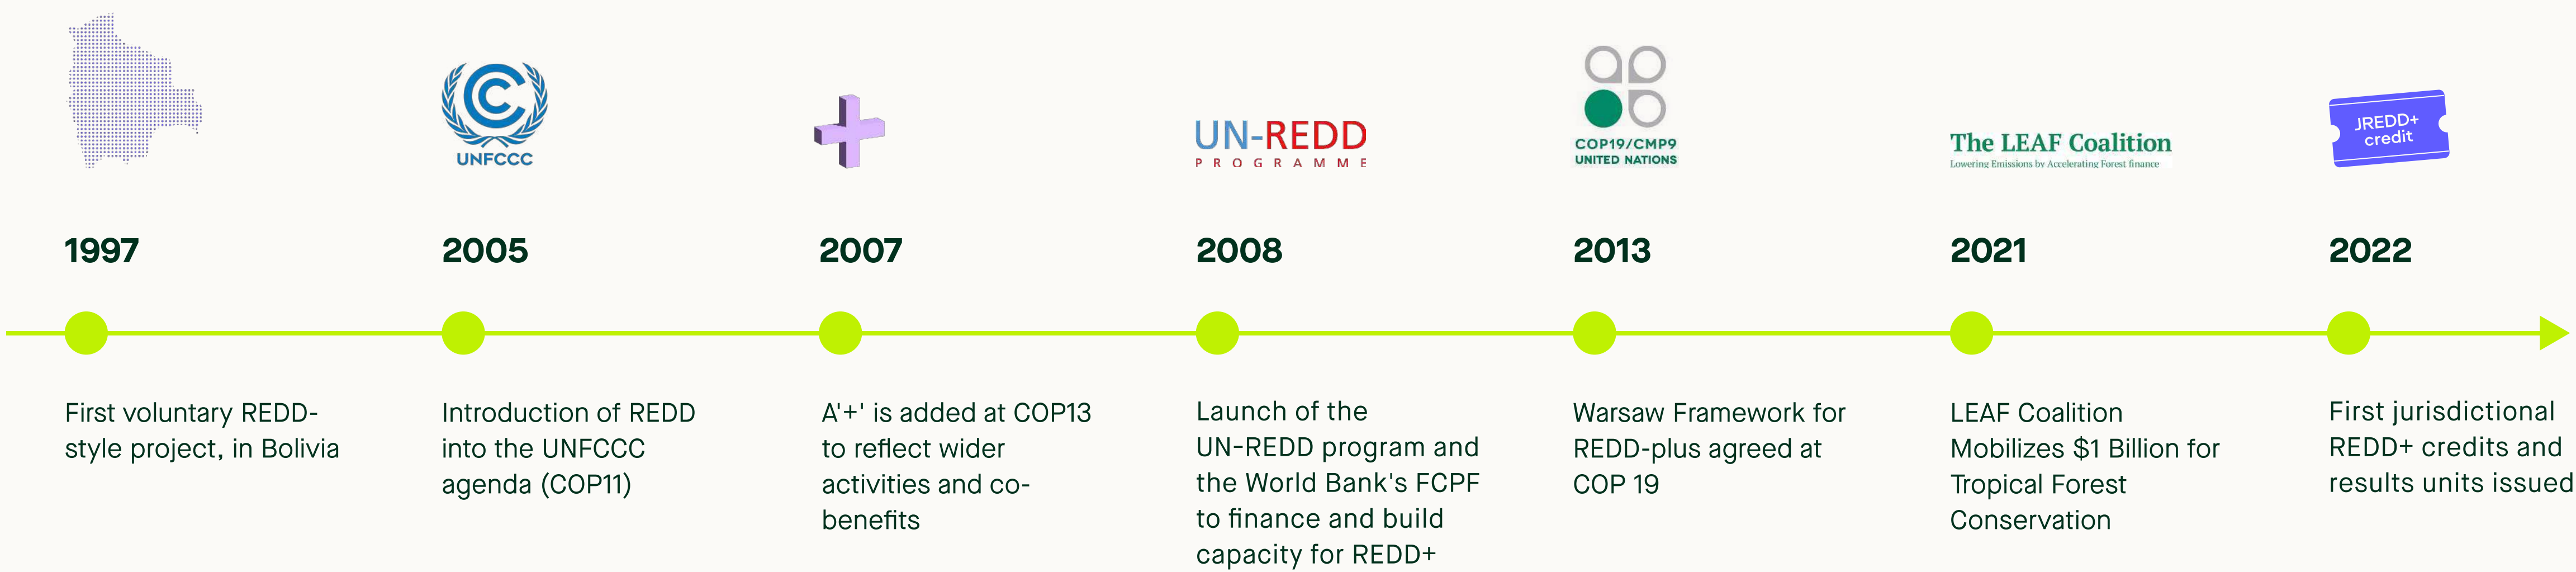 UNFCCC
UN-REDD
PROGRAMME
COP19/CMP9
UNITED NATIONS
The LEAF Coalition
Lowering Emissions by Accelerating Forest finance
JREDD+
credit
1997
2005
2007
2008
2013
2021
2022
First voluntary REDD-
style project, in Bolivia
Introduction of REDD
into the UNFCCC
agenda (COP11)
A'+' is added at COP13
to reflect wider
activities and co-
benefits
Launch of the
UN-REDD program and
the World Bank's FCPF
to finance and build
capacity for REDD+
Warsaw Framework for
REDD-plus agreed at
COP 19
LEAF Coalition
Mobilizes $1 Billion for
Tropical Forest
Conservation
First jurisdictional
REDD+ credits and
results units issued